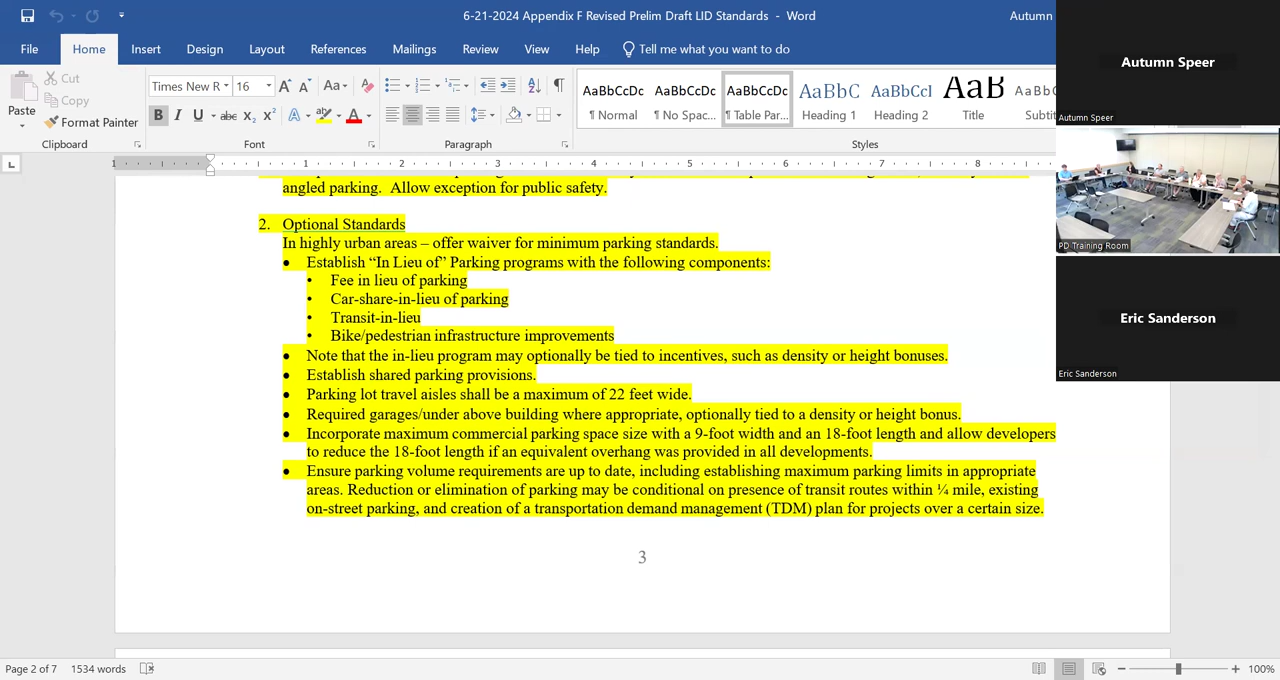 6-21-2024 Appendix F Revised Prelim Draft LID Standards - Word
Autumn
File Home Insert Design Layout References Mailings Review View Help Tell me what you want to do
Paste
Cut
Copy
Format Painter
Clipboard
Times New R 16
Font
Paragraph
AaBbCcDc AaBbCcDc AaBbCcDc AaBbC AaBbCcI AaB AaBbC
¶ Normal ¶ No Spac... ¶ Table Par... Heading 1 Heading 2 Title Subtit
Styles
1 1 2 3 4 5 6 7 8
angled parking. Allow exception for public safety.
2. Optional Standards
In highly urban areas – offer waiver for minimum parking standards.
• Establish “In Lieu of” Parking programs with the following components:
• Fee in lieu of parking
• Car-share-in-lieu of parking
• Transit-in-lieu
• Bike/pedestrian infrastructure improvements
• Note that the in-lieu program may optionally be tied to incentives, such as density or height bonuses.
• Establish shared parking provisions.
• Parking lot travel aisles shall be a maximum of 22 feet wide.
• Required garages/under above building where appropriate, optionally tied to a density or height bonus.
• Incorporate maximum commercial parking space size with a 9-foot width and an 18-foot length and allow developers
to reduce the 18-foot length if an equivalent overhang was provided in all developments.
• Ensure parking volume requirements are up to date, including establishing maximum parking limits in appropriate
areas. Reduction or elimination of parking may be conditional on presence of transit routes within ¼ mile, existing
on-street parking, and creation of a transportation demand management (TDM) plan for projects over a certain size.
3
Page 2 of 7 1534 words
100%
Autumn Speer
Autumn Speer
PD Training Room
Eric Sanderson
Eric Sanderson